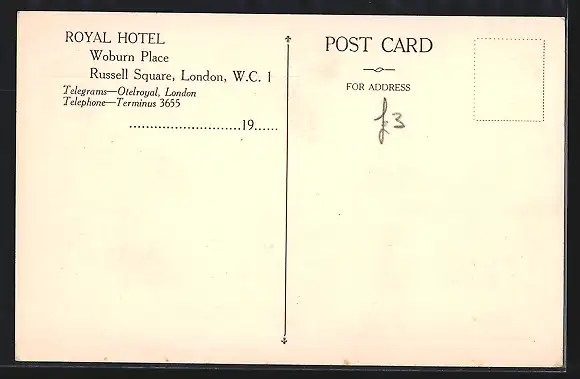 ROYAL HOTEL
Woburn Place
Russell Square, London, W.C. 1
Telegrams—Otelroyal, London
Telephone—Terminus 3655
............................19......
POST CARD
FOR ADDRESS
£3